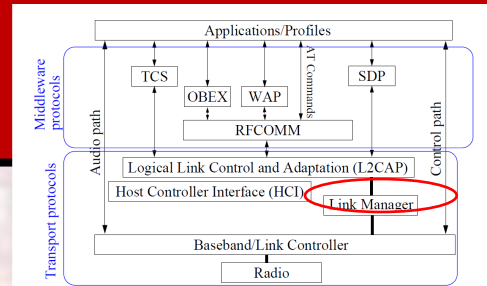 Applications/Profiles
Middleware
protocols
Audio path
TCS
OBEX
WAP
AT Commands
SDP
Control path
RFCOMM
Transport protocols
Logical Link Control and Adaptation (L2CAP)
Host Controller Interface (HCI)
Link Manager
Baseband/Link Controller
Radio